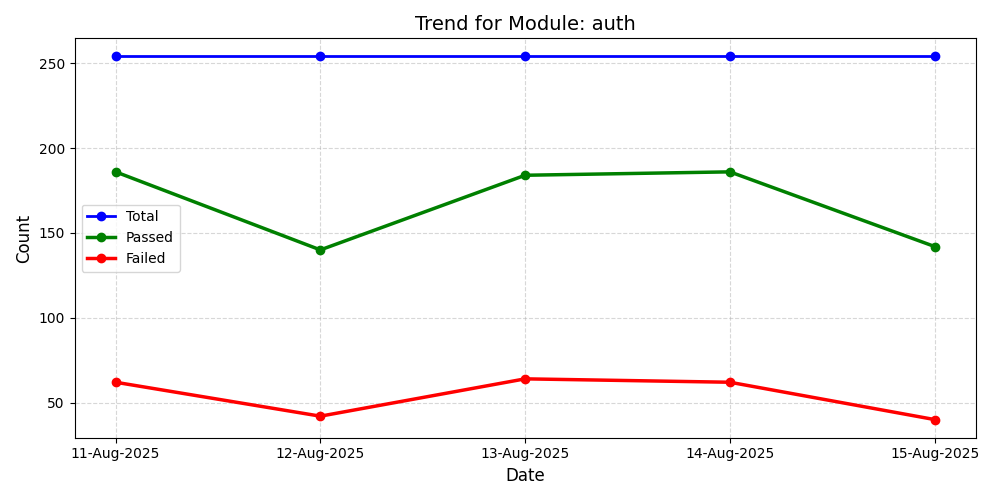 Trend for Module: auth
250
200
150
100
50
Count
Total
Passed
Failed
11-Aug-2025
12-Aug-2025
13-Aug-2025
14-Aug-2025
15-Aug-2025
Date